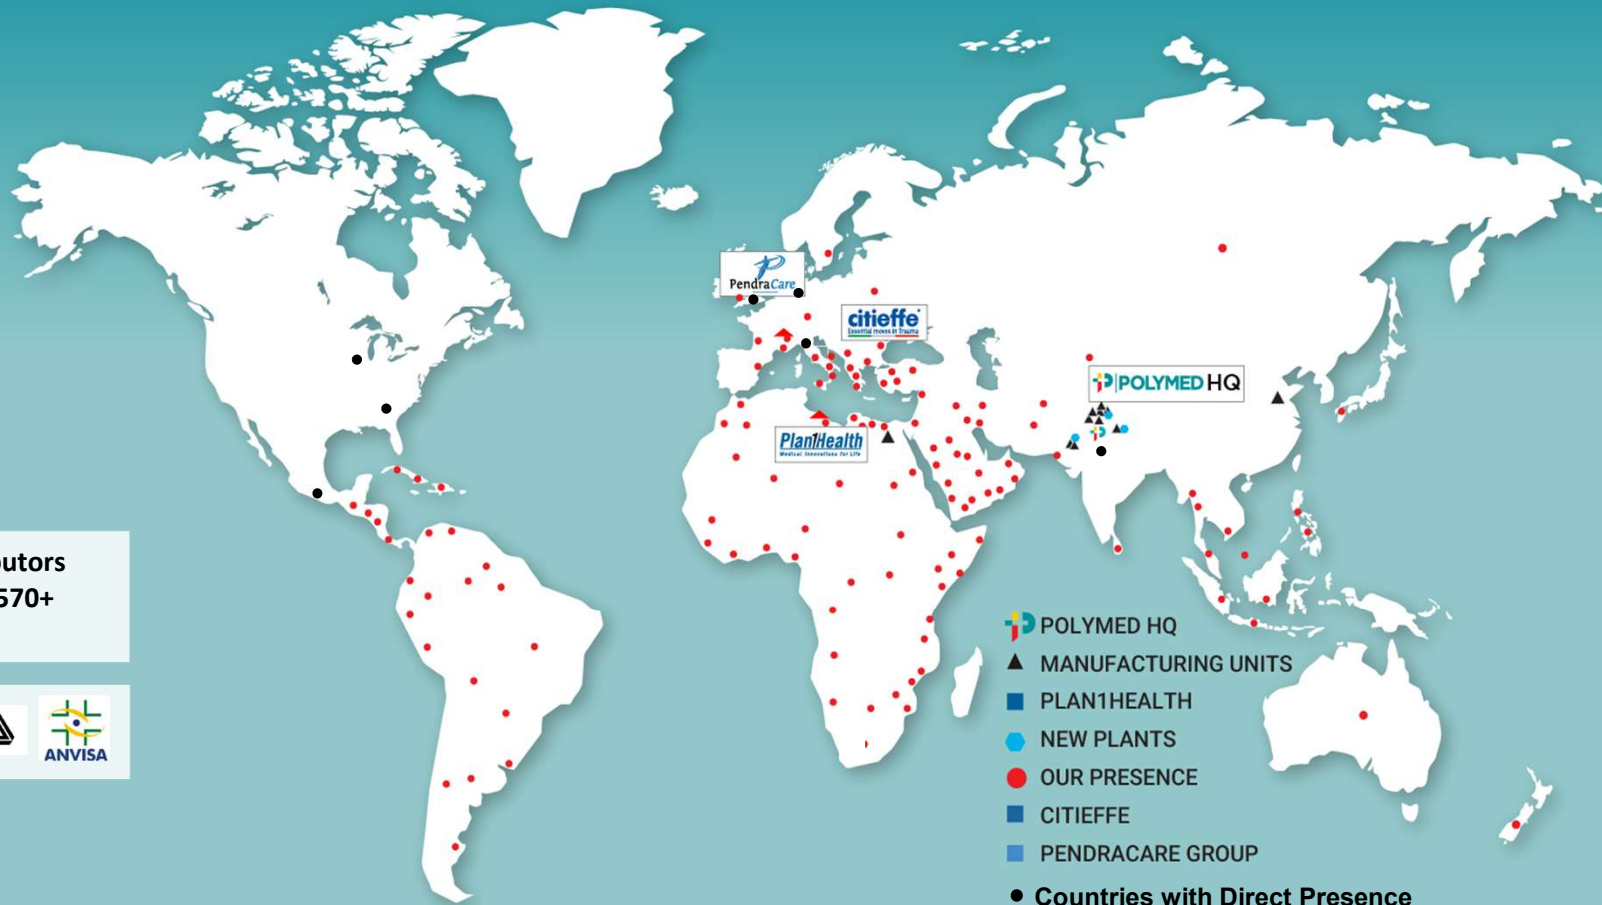 PendraCare
citieffe
Essential moves in Trauma
POLYMED HQ
Plan1Health
Medical Innovations for Life
570+
ANVISA
POLYMED HQ
MANUFACTURING UNITS
PLAN1HEALTH
NEW PLANTS
OUR PRESENCE
CITIEFFE
PENDRACARE GROUP
Countries with Direct Presence